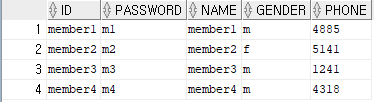 ID PASSWORD NAME GENDER PHONE
1 member1 m1 member1 m 4885
2 member2 m2 member2 f 5141
3 member3 m3 member3 m 1241
4 member4 m4 member4 m 4318